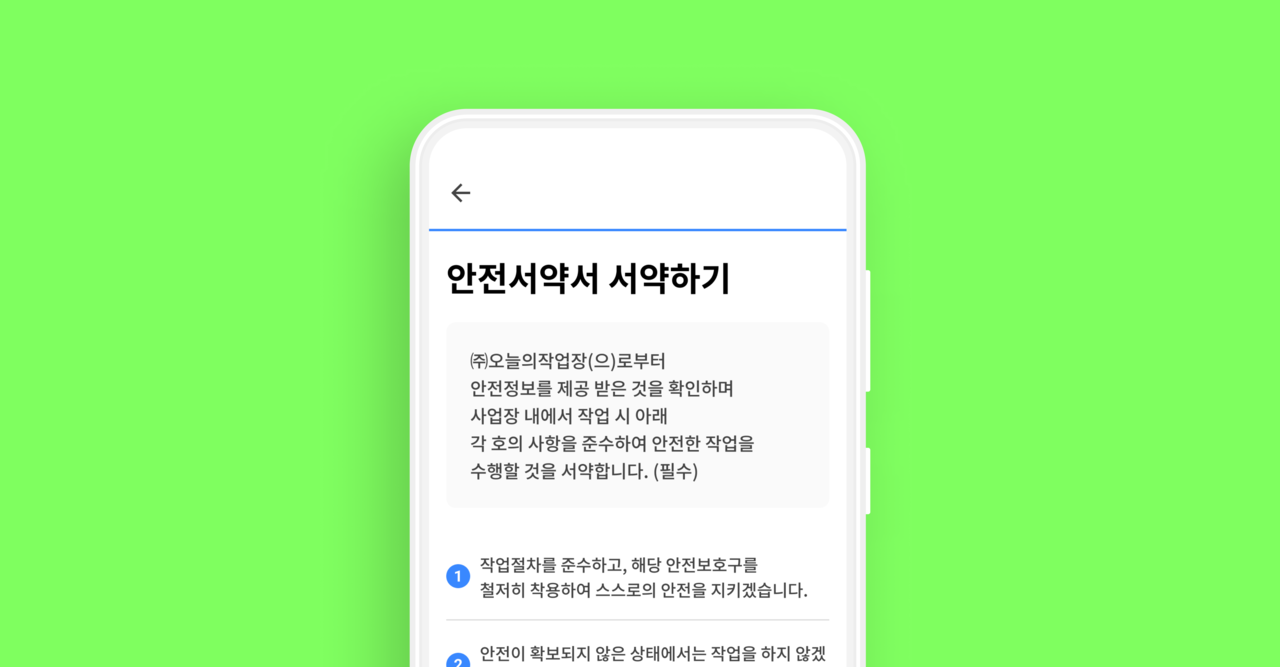 안전서약서 서약하기
㈜오늘의작업장(으)로부터
안전정보를 제공 받은 것을 확인하며
사업장 내에서 작업 시 아래
각 호의 사항을 준수하여 안전한 작업을
수행할 것을 서약합니다. (필수)
1 작업절차를 준수하고, 해당 안전보호구를
철저히 착용하여 스스로의 안전을 지키겠습니다.
2 안전이 확보되지 않은 상태에서는 작업을 하지 않겠